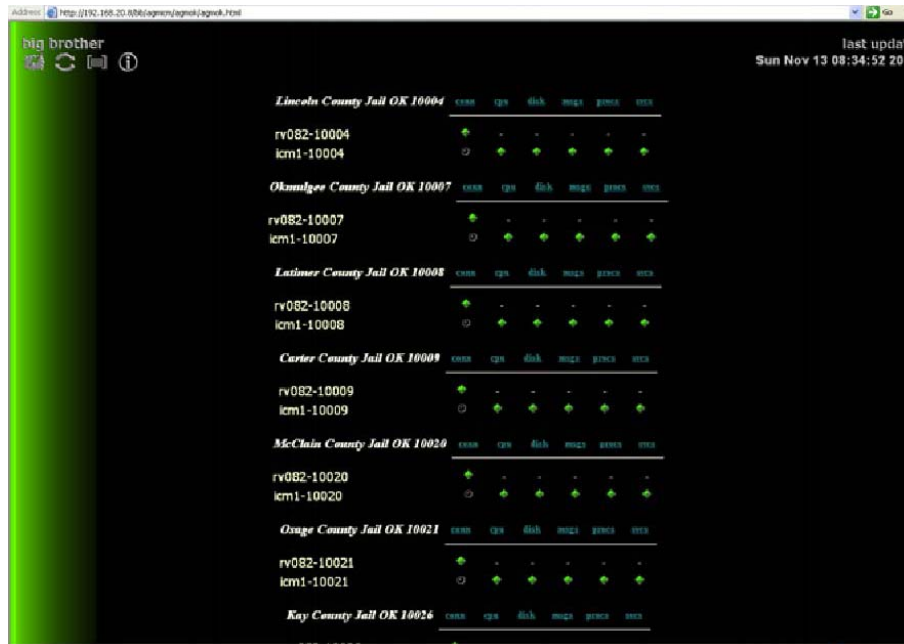 Address http://192.168.20.8/bb/agmov/agmok/agmok.html Go
big brother
last updat
Sun Nov 13 08:34:52 20
Lincoln County Jail OK 10004 conn cpu disk msgs procs svcs
rv082-10004 - - - - -
icm1-10004
Okmulgee County Jail OK 10007 conn cpu disk msgs procs svcs
rv082-10007 - - - - -
icm1-10007
Latimer County Jail OK 10008 conn cpu disk msgs procs svcs
rv082-10008 - - - - -
icm1-10008
Carter County Jail OK 10009 conn cpu disk msgs procs svcs
rv082-10009 - - - - -
icm1-10009
McClain County Jail OK 10020 conn cpu disk msgs procs svcs
rv082-10020 - - - - -
icm1-10020
Osage County Jail OK 10021 conn cpu disk msgs procs svcs
rv082-10021 - - - - -
icm1-10021
Kay County Jail OK 10026 conn cpu disk msgs procs svcs